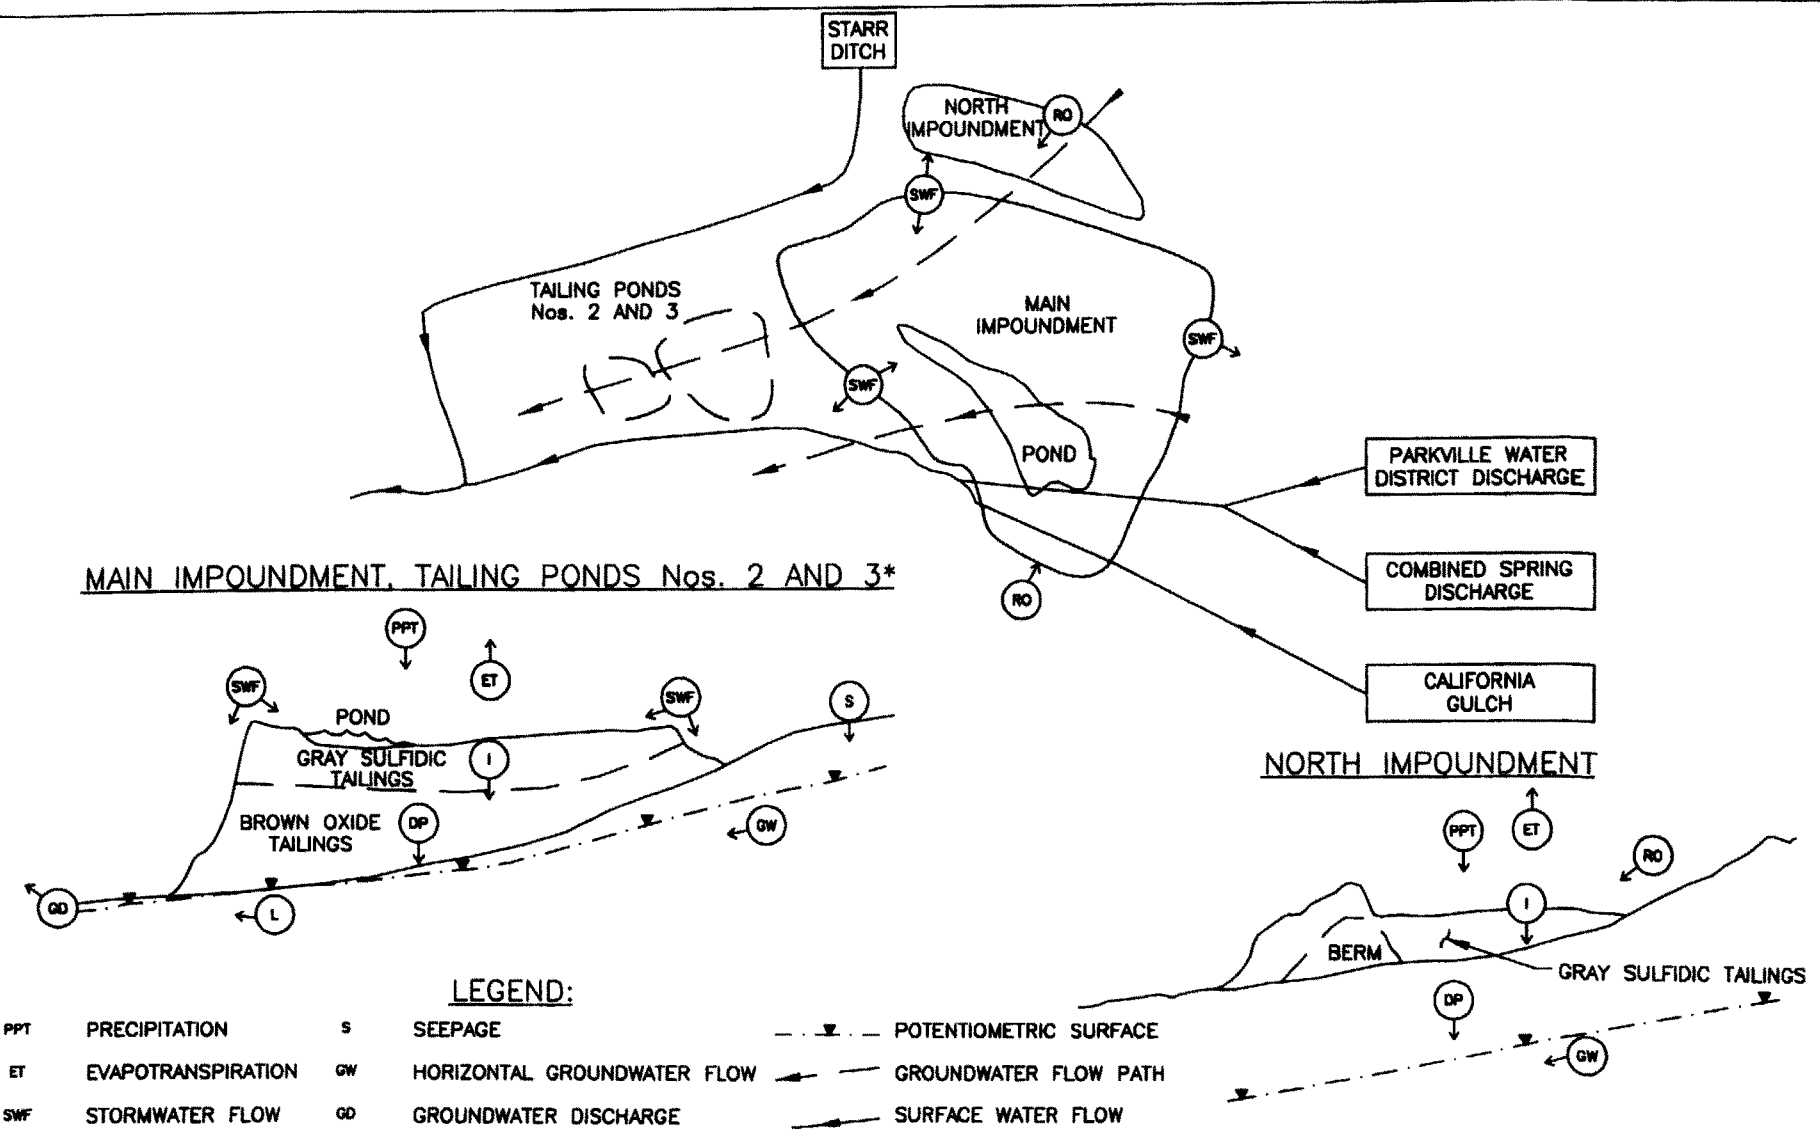 STARR
DITCH
NORTH
IMPOUNDMENT
RO
SWF
TAILING PONDS
Nos. 2 AND 3
MAIN
IMPOUNDMENT
SWF
SWF
POND
PARKVILLE WATER
DISTRICT DISCHARGE
COMBINED SPRING
DISCHARGE
RO
CALIFORNIA
GULCH
MAIN IMPOUNDMENT, TAILING PONDS Nos. 2 AND 3*
PPT
ET
SWF
SWF
S
POND
GRAY SULFIDIC
TAILINGS
I
BROWN OXIDE
TAILINGS
DP
GW
GD
L
NORTH IMPOUNDMENT
PPT
ET
RO
I
BERM
GRAY SULFIDIC TAILINGS
DP
GW
LEGEND:
PPT PRECIPITATION S SEEPAGE POTENTIOMETRIC SURFACE
ET EVAPOTRANSPIRATION GW HORIZONTAL GROUNDWATER FLOW GROUNDWATER FLOW PATH
SWF STORMWATER FLOW GD GROUNDWATER DISCHARGE SURFACE WATER FLOW